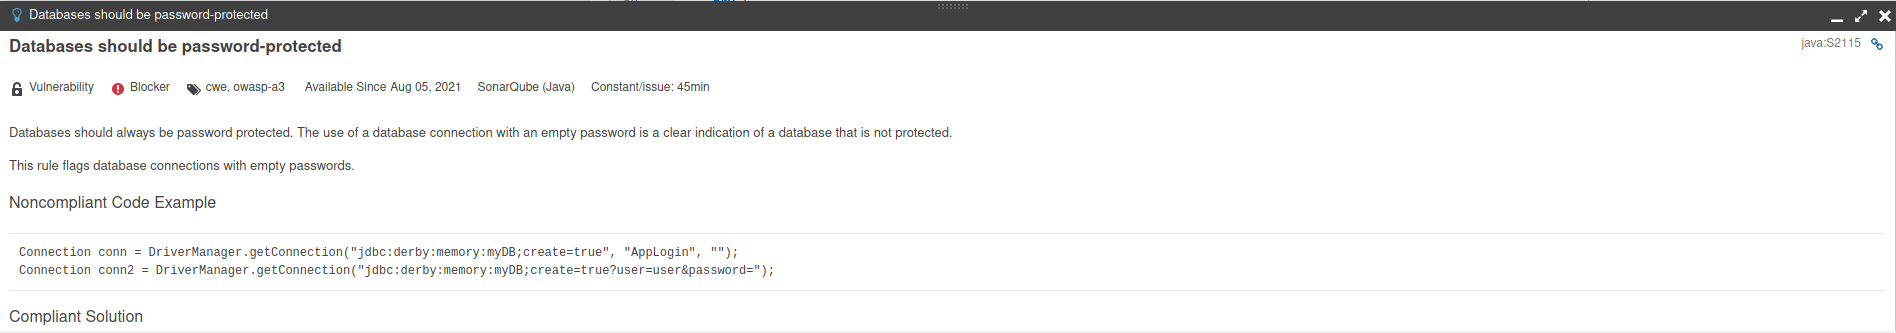 Databases should be password-protected
Databases should be password-protected
java:S2115
Vulnerability Blocker cwe, owasp-a3 Available Since Aug 05, 2021 SonarQube (Java) Constant/issue: 45min
Databases should always be password protected. The use of a database connection with an empty password is a clear indication of a database that is not protected.
This rule flags database connections with empty passwords.
Noncompliant Code Example
Connection conn = DriverManager.getConnection("jdbc:derby:memory:myDB;create=true", "AppLogin", "");
Connection conn2 = DriverManager.getConnection("jdbc:derby:memory:myDB;create=true?user=user&password=");
Compliant Solution